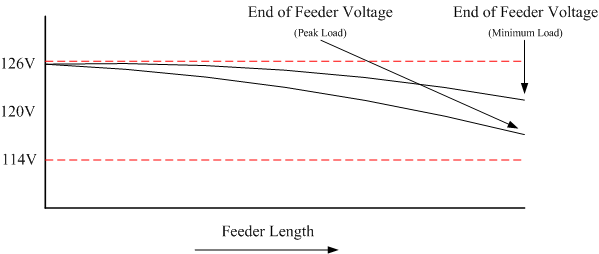 End of Feeder Voltage
(Peak Load)
End of Feeder Voltage
(Minimum Load)
126V
120V
114V
Feeder Length